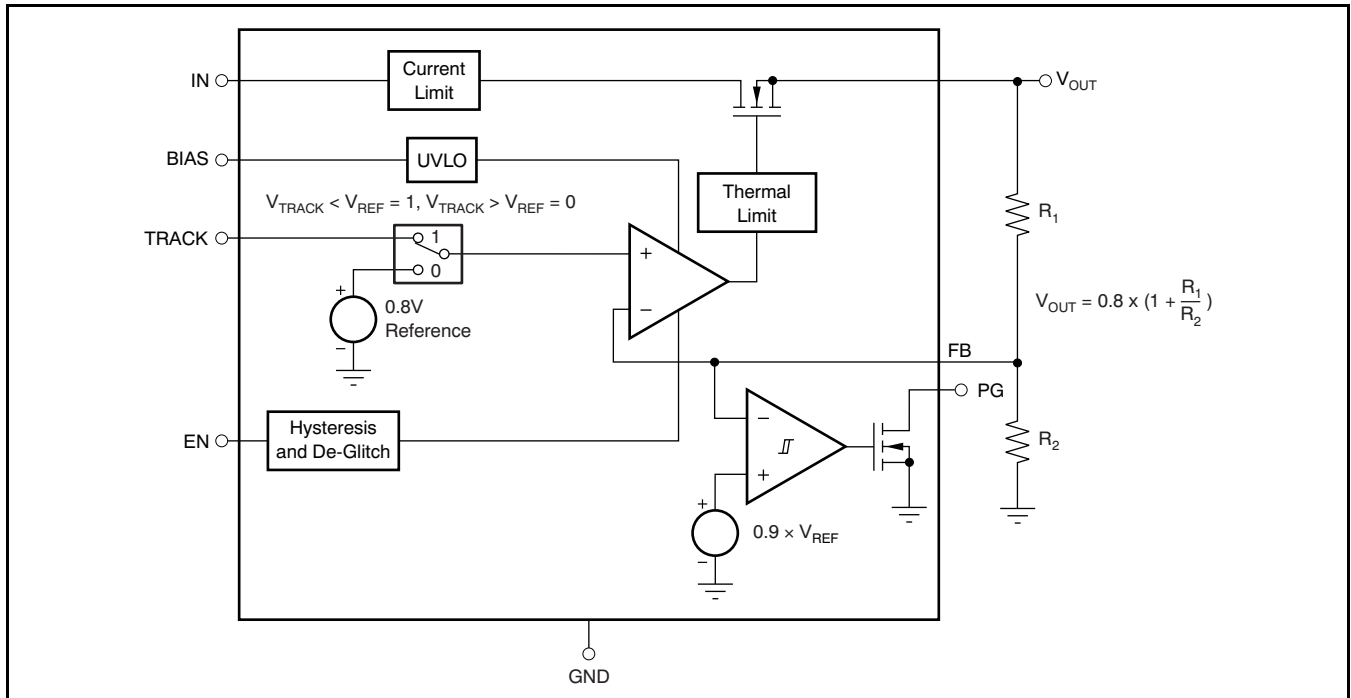 IN
Current
Limit
V_OUT
BIAS
UVLO
Thermal
Limit
V_TRACK < V_REF = 1, V_TRACK > V_REF = 0
R_1
TRACK
1
0
+
−
+
0.8V
Reference
−
V_OUT = 0.8 x (1 + R_1/R_2)
FB
PG
EN
Hysteresis
and De-Glitch
−
+
R_2
+
0.9 × V_REF
−
GND